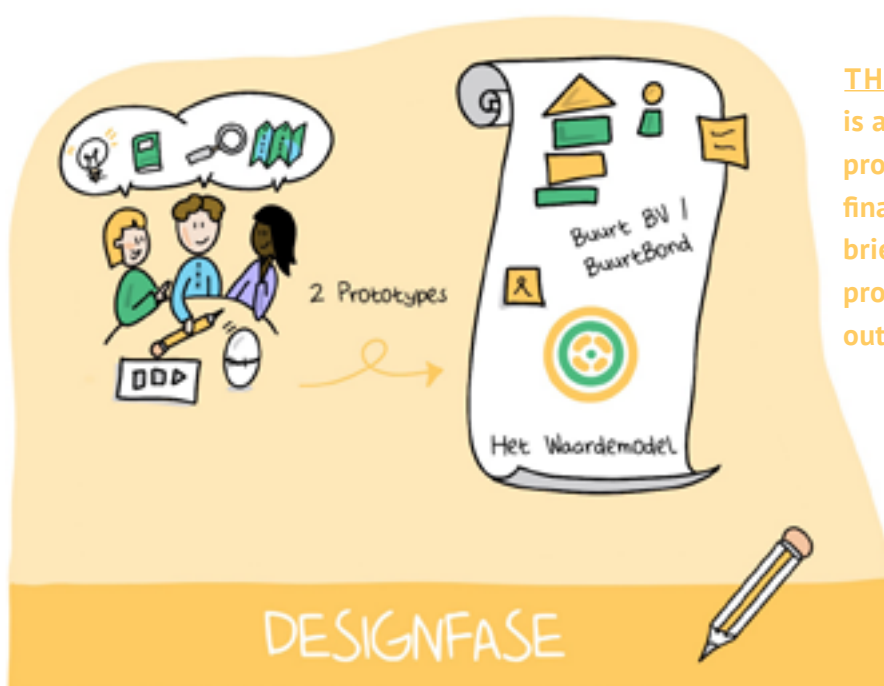 2 Prototypes
Buurt BV |
BuurtBond
Het Waardemodel
DESIGNFASE
TH
is a
pro
fina
brie
pro
out